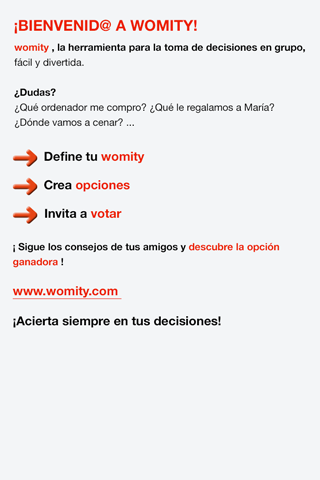 ¡BIENVENID@ A WOMITY!
womity , la herramienta para la toma de decisiones en grupo,
fácil y divertida.
¿Dudas?
¿Qué ordenador me compro? ¿Qué le regalamos a María?
¿Dónde vamos a cenar? ...
Define tu womity
Crea opciones
Invita a votar
¡ Sigue los consejos de tus amigos y descubre la opción
ganadora !
www.womity.com
¡Acierta siempre en tus decisiones!